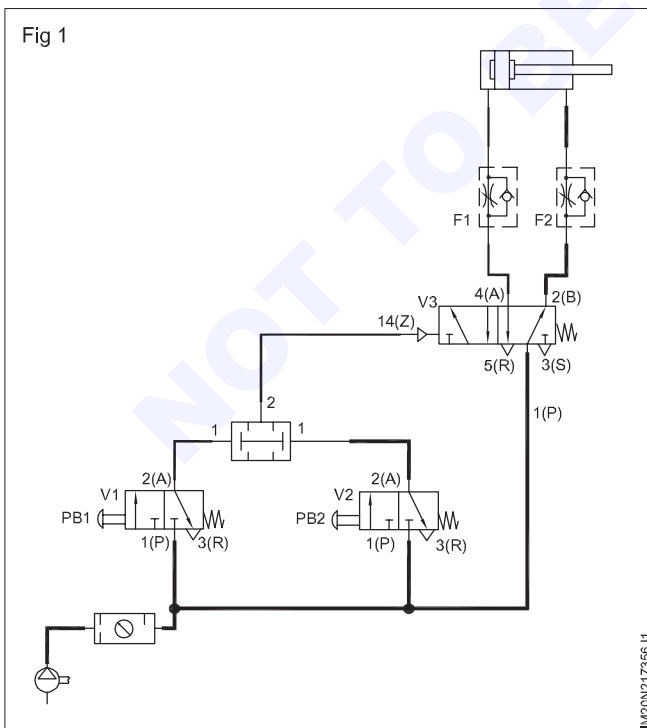 Fig 1
NOT TO BE
F1
F2
V3
4(A)
2(B)
14(Z)
5(R)
3(S)
1(P)
2
1
1
2(A)
V1
PB1
1(P)
3(R)
2(A)
V2
PB2
1(P)
3(R)
M20N217356J1